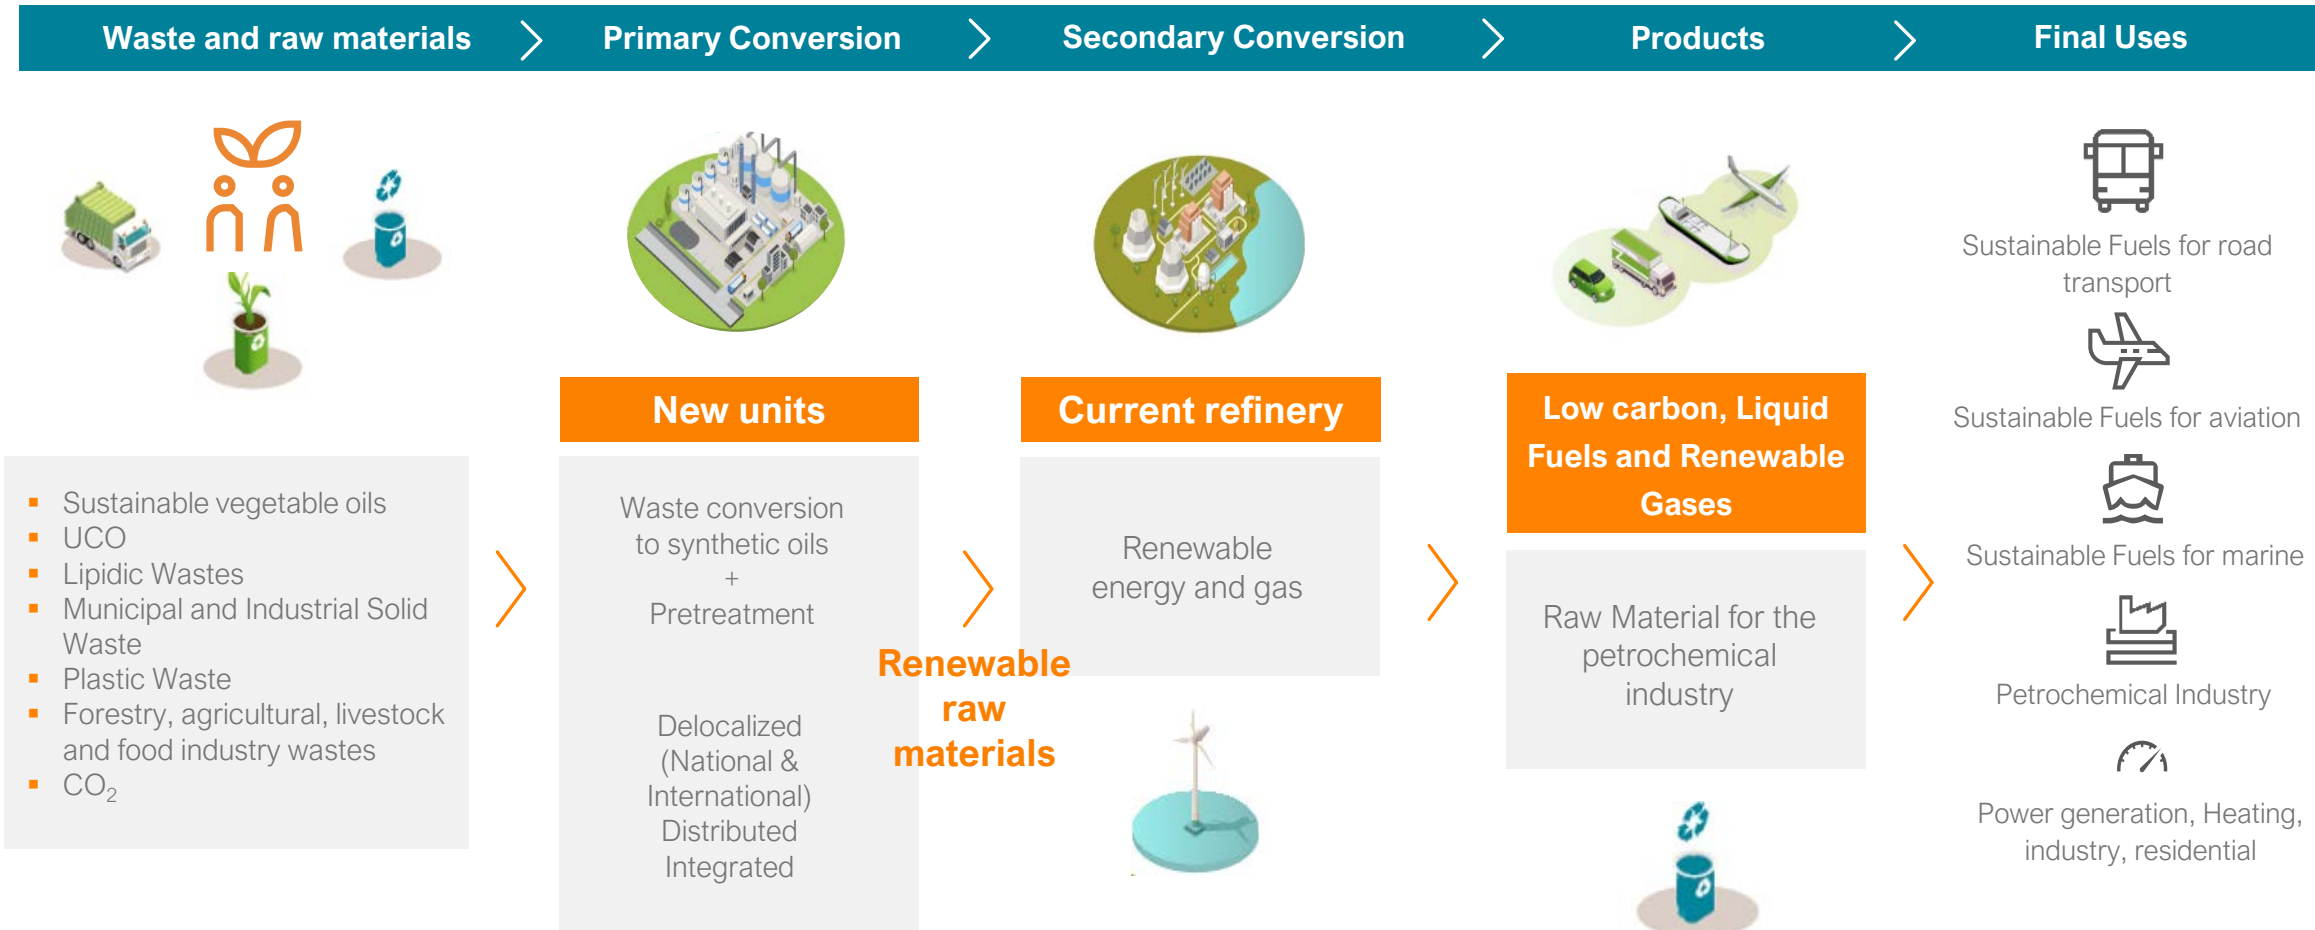 Waste and raw materials
Primary Conversion
Secondary Conversion
Products
Final Uses
Sustainable vegetable oils
UCO
Lipidic Wastes
Municipal and Industrial Solid
Waste
Plastic Waste
Forestry, agricultural, livestock
and food industry wastes
CO₂
New units
Waste conversion
to synthetic oils
+
Pretreatment
Delocalized
(National &
International)
Distributed
Integrated
Renewable
raw
materials
Current refinery
Renewable
energy and gas
Low carbon, Liquid
Fuels and Renewable
Gases
Raw Material for the
petrochemical
industry
Sustainable Fuels for road
transport
Sustainable Fuels for aviation
Sustainable Fuels for marine
Petrochemical Industry
Power generation, Heating,
industry, residential